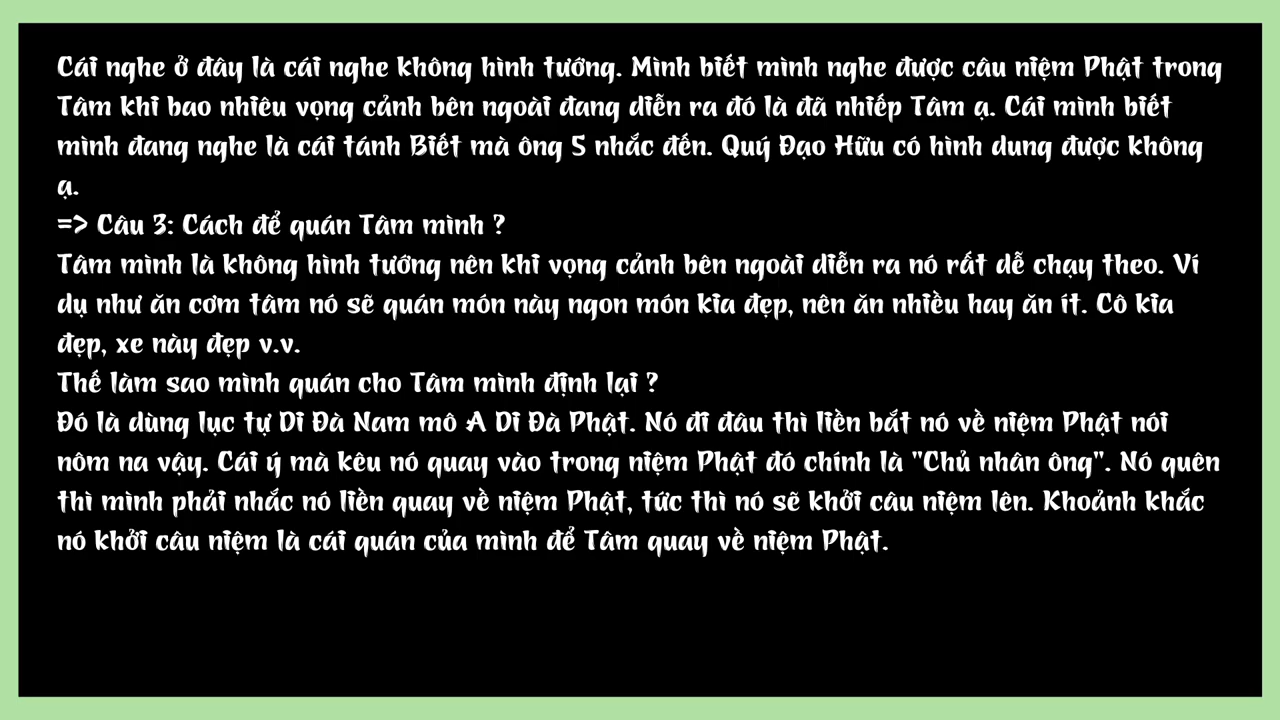 Cái nghe ở đây là cái nghe không hình tướng. Mình biết mình nghe được câu niệm Phật trong
Tâm khi bao nhiêu vọng cảnh bên ngoài đang diễn ra đó là đã nhiếp Tâm ạ. Cái mình biết
mình đang nghe là cái tánh Biết mà ông 5 nhắc đến. Quý Đạo Hữu có hình dung được không
ạ.
=> Câu 3: Cách để quán Tâm mình ?
Tâm mình là không hình tướng nên khi vọng cảnh bên ngoài diễn ra nó rất dễ chạy theo. Ví
dụ như ăn cơm tâm nó sẽ quán món này ngon món kia đẹp, nên ăn nhiều hay ăn ít. Cô kia
đẹp, xe này đẹp v.v.
Thế làm sao mình quán cho Tâm mình định lại ?
Đó là dùng lục tự Di Đà Nam mô A Di Đà Phật. Nó đi đâu thì liền bắt nó về niệm Phật nói
nôm na vậy. Cái ý mà kêu nó quay vào trong niệm Phật đó chính là "Chủ nhân ông". Nó quên
thì mình phải nhắc nó liền quay về niệm Phật, tức thì nó sẽ khởi câu niệm lên. Khoảnh khắc
nó khởi câu niệm là cái quán của mình để Tâm quay về niệm Phật.